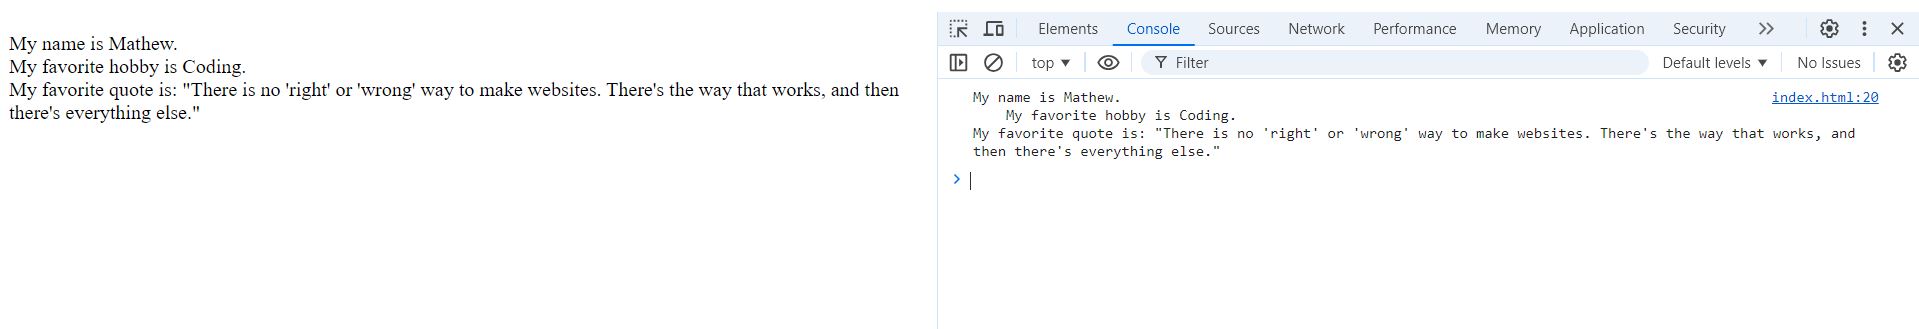 My name is Mathew.
My favorite hobby is Coding.
My favorite quote is: "There is no 'right' or 'wrong' way to make websites. There's the way that works, and then
there's everything else."
Elements Console Sources Network Performance Memory Application Security
top Filter Default levels No Issues
My name is Mathew. index.html:20
My favorite hobby is Coding.
My favorite quote is: "There is no 'right' or 'wrong' way to make websites. There's the way that works, and
then there's everything else."